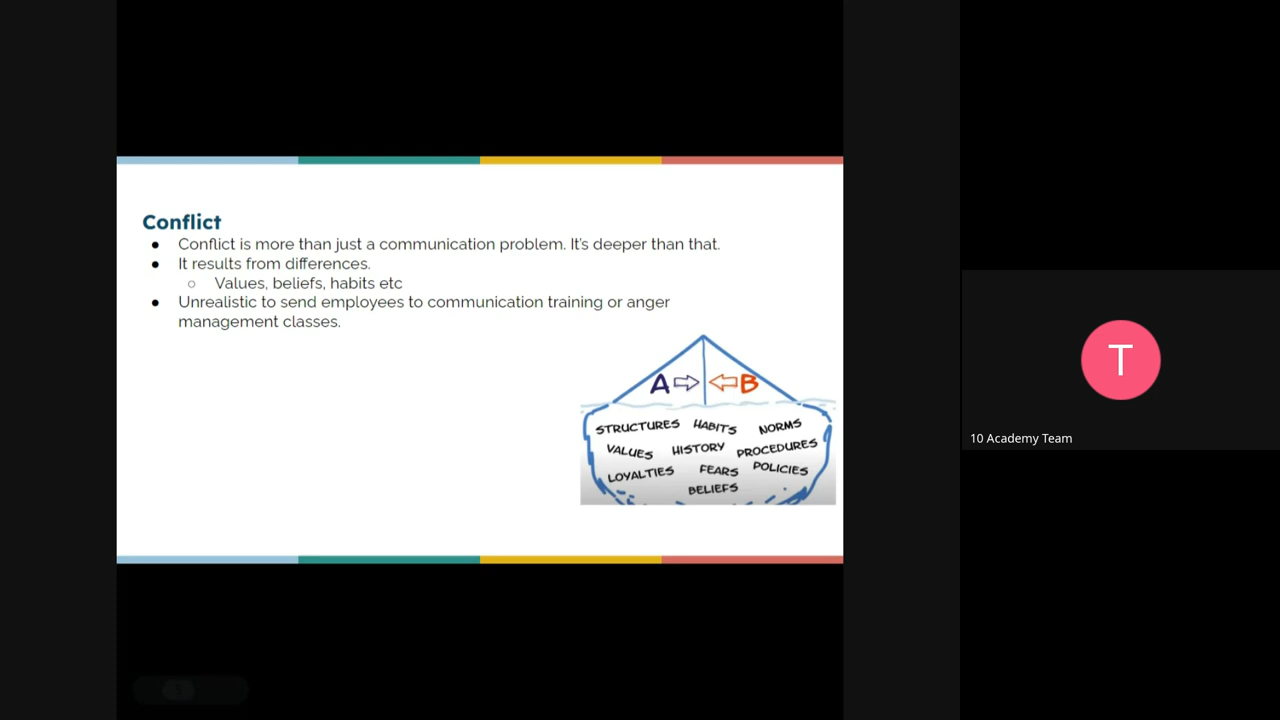 Conflict
● Conflict is more than just a communication problem. It's deeper than that.
● It results from differences.
○ Values, beliefs, habits etc
● Unrealistic to send employees to communication training or anger
management classes.
A B
STRUCTURES HABITS NORMS
VALUES HISTORY PROCEDURES
LOYALTIES FEARS POLICIES
BELIEFS
T
10 Academy Team